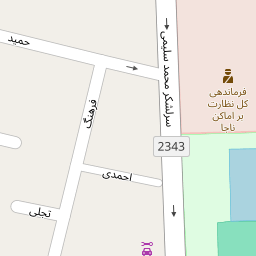 حمید
سرلشکر محمد سلیمی
فرهنگ
فرماندهی
کل نظارت
بر اماکن
ناجا
2343
احمدی
تجلی